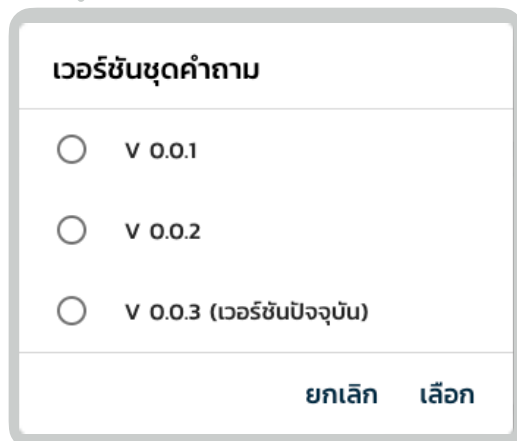 เวอร์ชันชุดคำถาม
V 0.0.1
V 0.0.2
V 0.0.3 (เวอร์ชันปัจจุบัน)
ยกเลิก เลือก